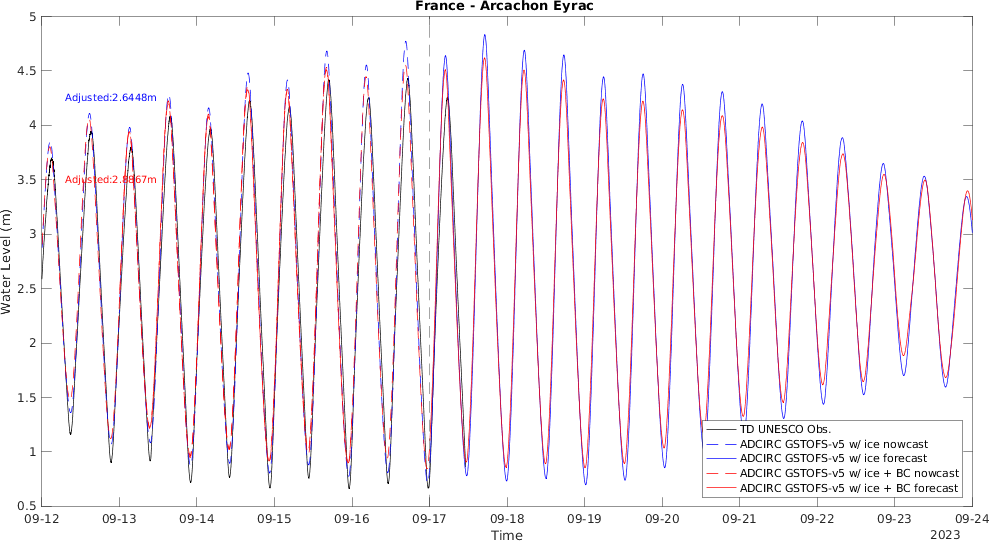 France - Arcachon Eyrac
Water Level (m)
5
4.5
4
3.5
3
2.5
2
1.5
1
0.5
Adjusted:2.6448m
Adjusted:2.8867m
TD UNESCO Obs.
ADCIRC GSTOFS-v5 w/ ice nowcast
ADCIRC GSTOFS-v5 w/ ice forecast
ADCIRC GSTOFS-v5 w/ ice + BC nowcast
ADCIRC GSTOFS-v5 w/ ice + BC forecast
09-12 09-13 09-14 09-15 09-16 09-17 09-18 09-19 09-20 09-21 09-22 09-23 09-24
Time
2023